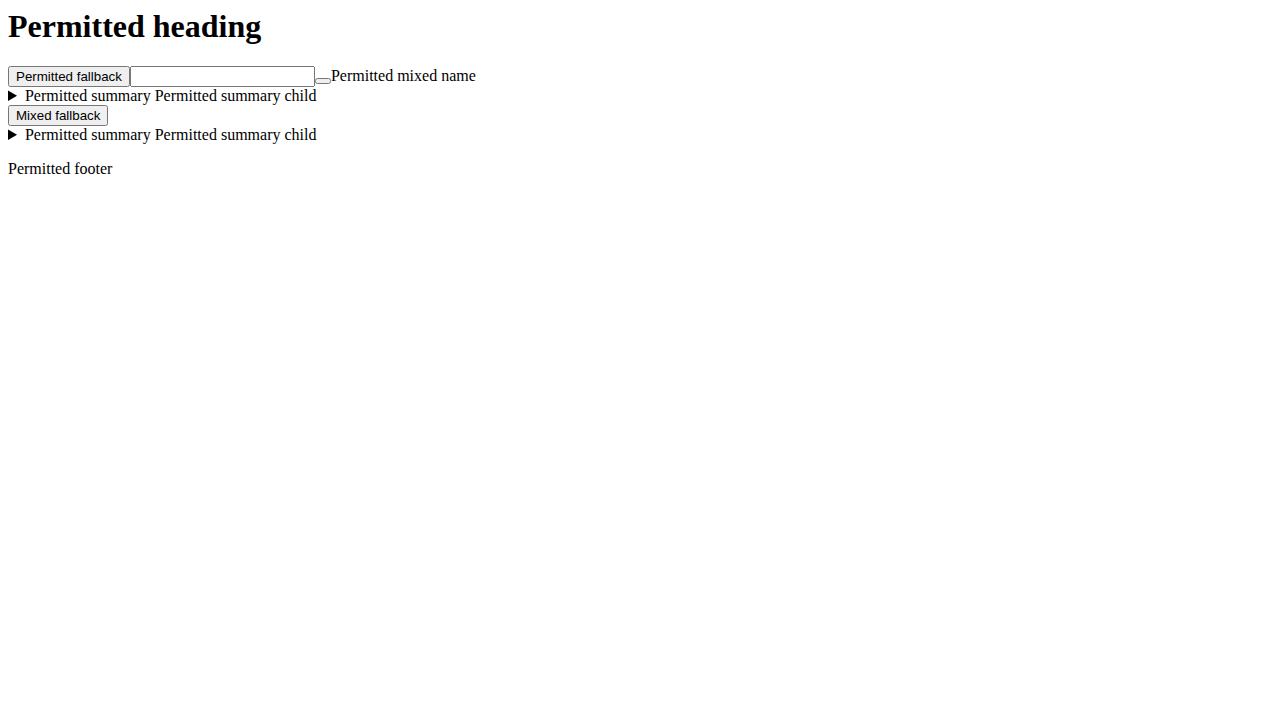 Permitted heading
Permitted fallback Permitted mixed name
Permitted summary Permitted summary child
Mixed fallback
Permitted summary Permitted summary child
Permitted footer